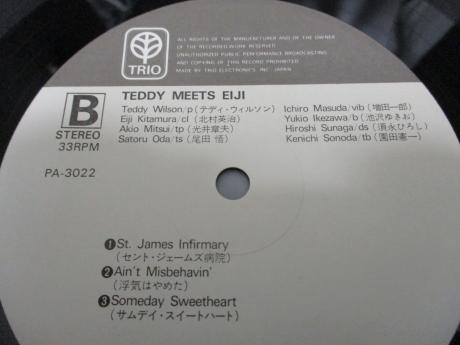 TRIO
ALL RIGHTS OF THE MANUFACTURER AND OF THE OWNER
OF THE RECORDED WORK RESERVED.
UNAUTHORIZED PUBLIC PERFORMANCE BROADCASTING
AND COPYING OF THIS RECORD PROHIBITED
MADE BY TRIO ELECTRONICS INC JAPAN
B
STEREO
33RPM
PA-3022
TEDDY MEETS EIJI
Teddy Wilson/p (テディ・ウィルソン)
Eiji Kitamura/cl (北村英治)
Akio Mitsui/tp (光井章夫)
Satoru Oda/ts (尾田 悟)
Ichiro Masuda/vib (増田一郎)
Yukio Ikezawa/b (池沢ゆきお)
Hiroshi Sunaga/ds (須永ひろし)
Kenichi Sonoda/tb (園田憲一)
❶St. James Infirmary
(セント・ジェームズ病院)
❷Ain't Misbehavin'
(浮気はやめた)
❸Someday Sweetheart
(サムデイ・スイートハート)